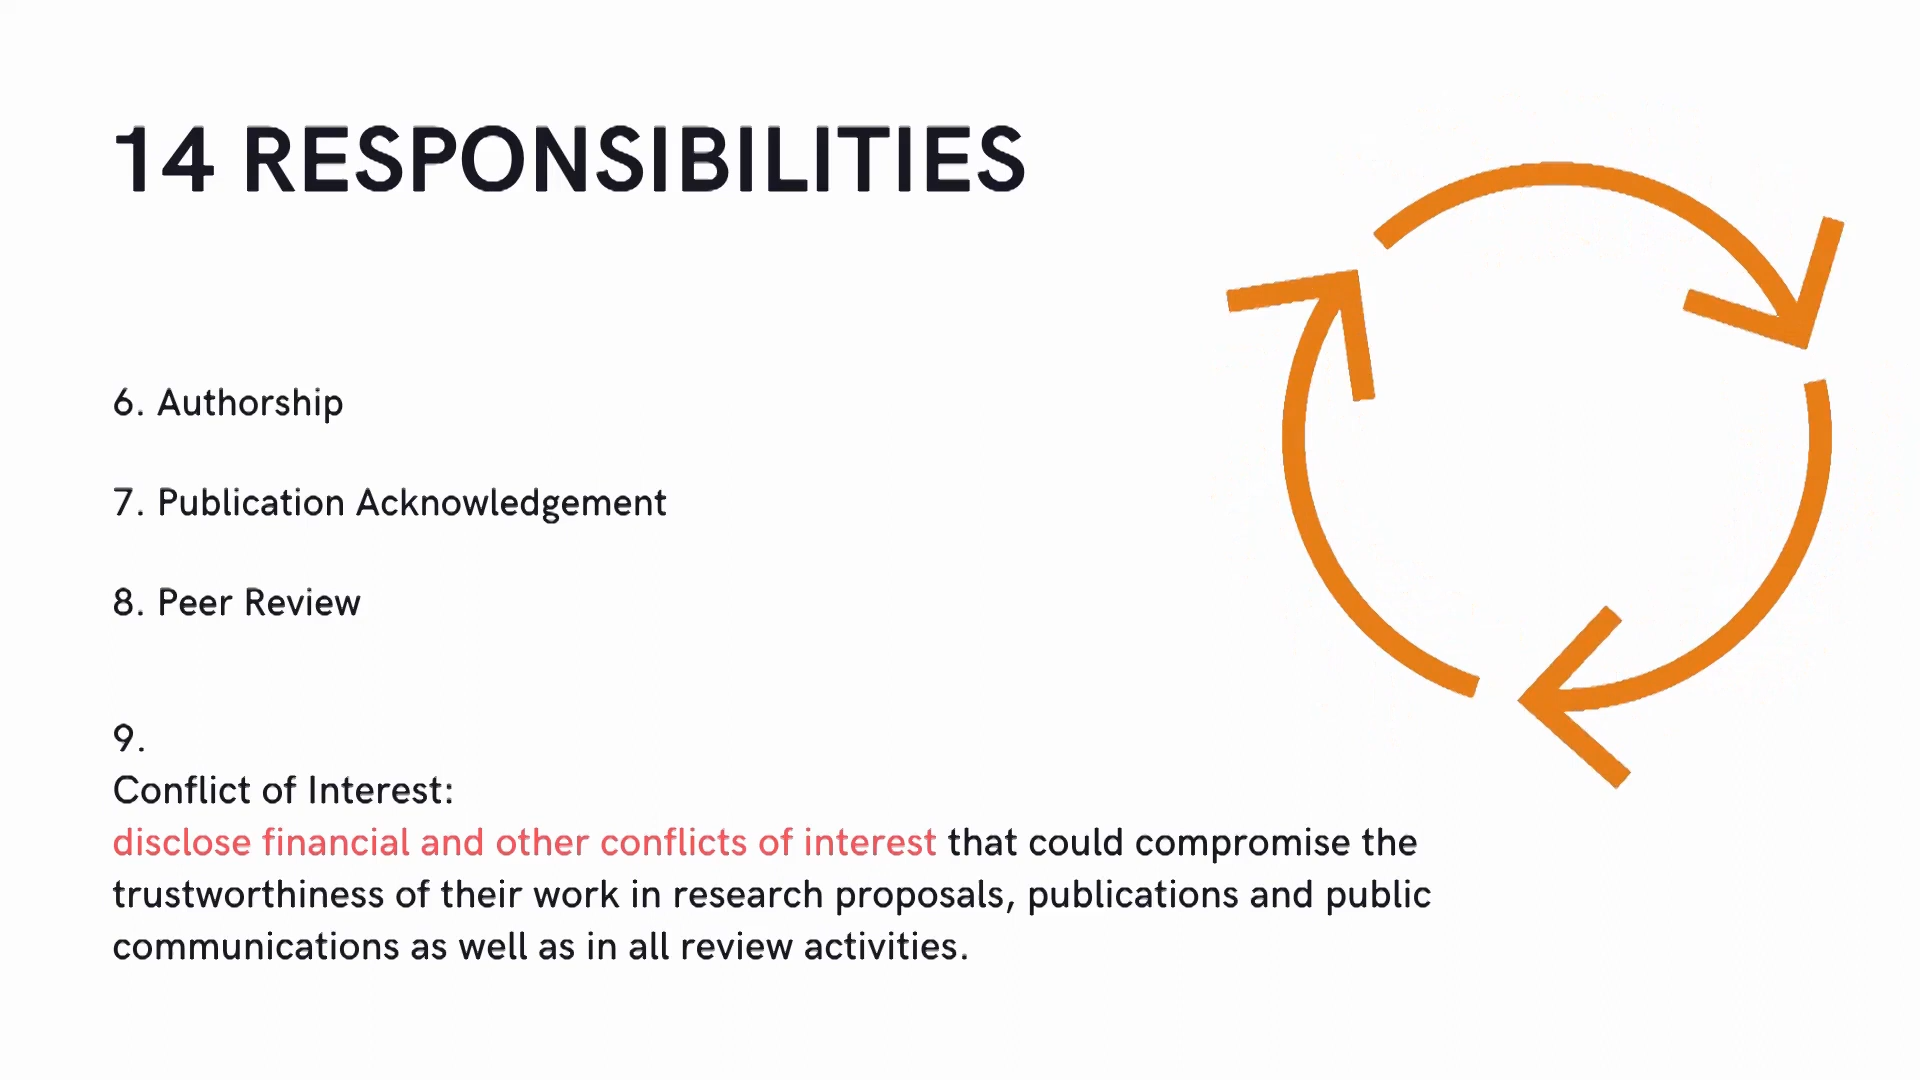 14 RESPONSIBILITIES
6. Authorship
7. Publication Acknowledgement
8. Peer Review
9.
Conflict of Interest:
disclose financial and other conflicts of interest that could compromise the
trustworthiness of their work in research proposals, publications and public
communications as well as in all review activities.